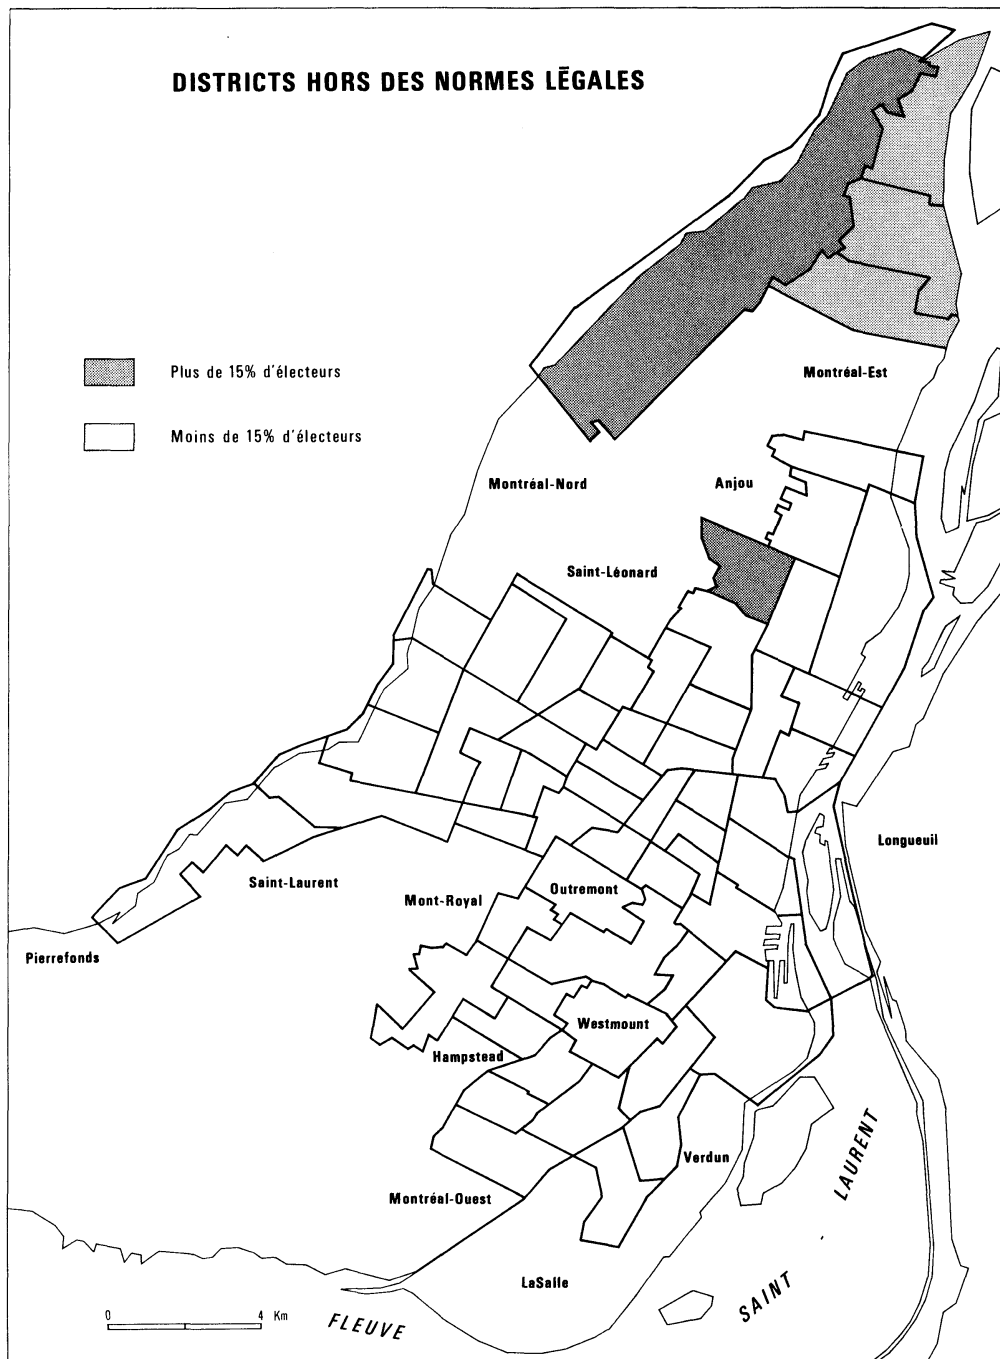 DISTRICTS HORS DES NORMES LĒGALES
Plus de 15% d'électeurs
Moins de 15% d'électeurs
Montréal-Est
Montréal-Nord
Anjou
Saint-Léonard
Longueuil
Saint-Laurent
Outremont
Mont-Royal
Pierrefonds
Westmount
Hampstead
Verdun
Montréal-Ouest
LaSalle
FLEUVE
SAINT
LAURENT
0 4 Km